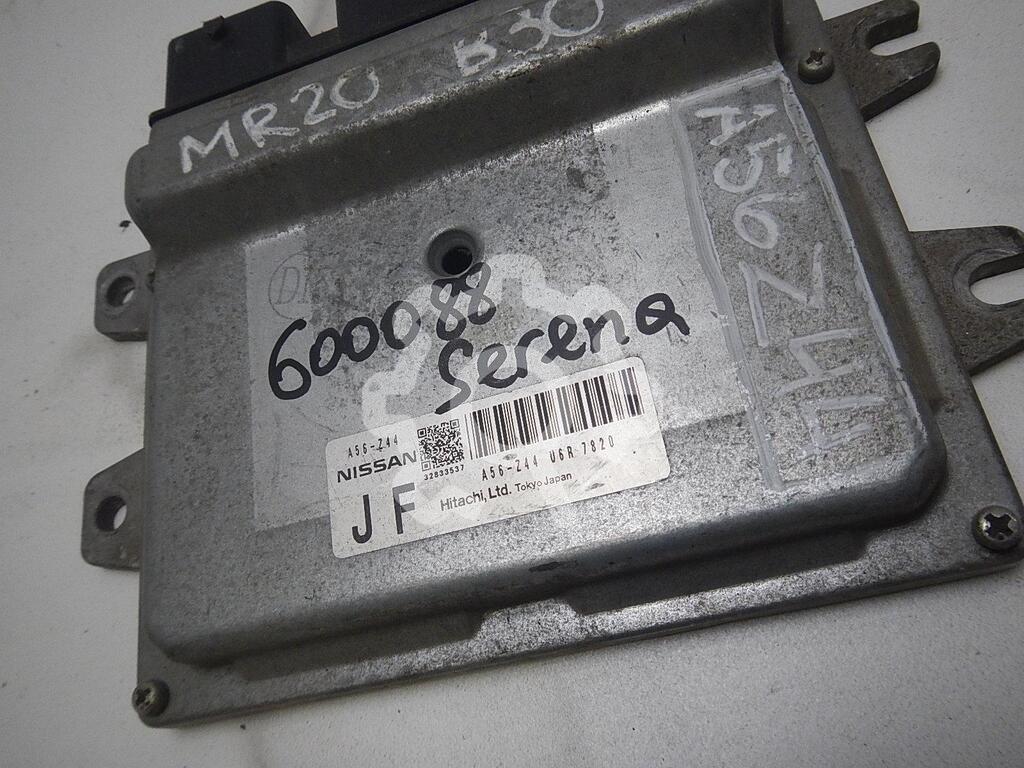 MR20 B30
A56Z44
600088
Serena
A56-Z44
NISSAN
32833537
A56-Z44 U6R 7820
JF
Hitachi, Ltd. Tokyo Japan